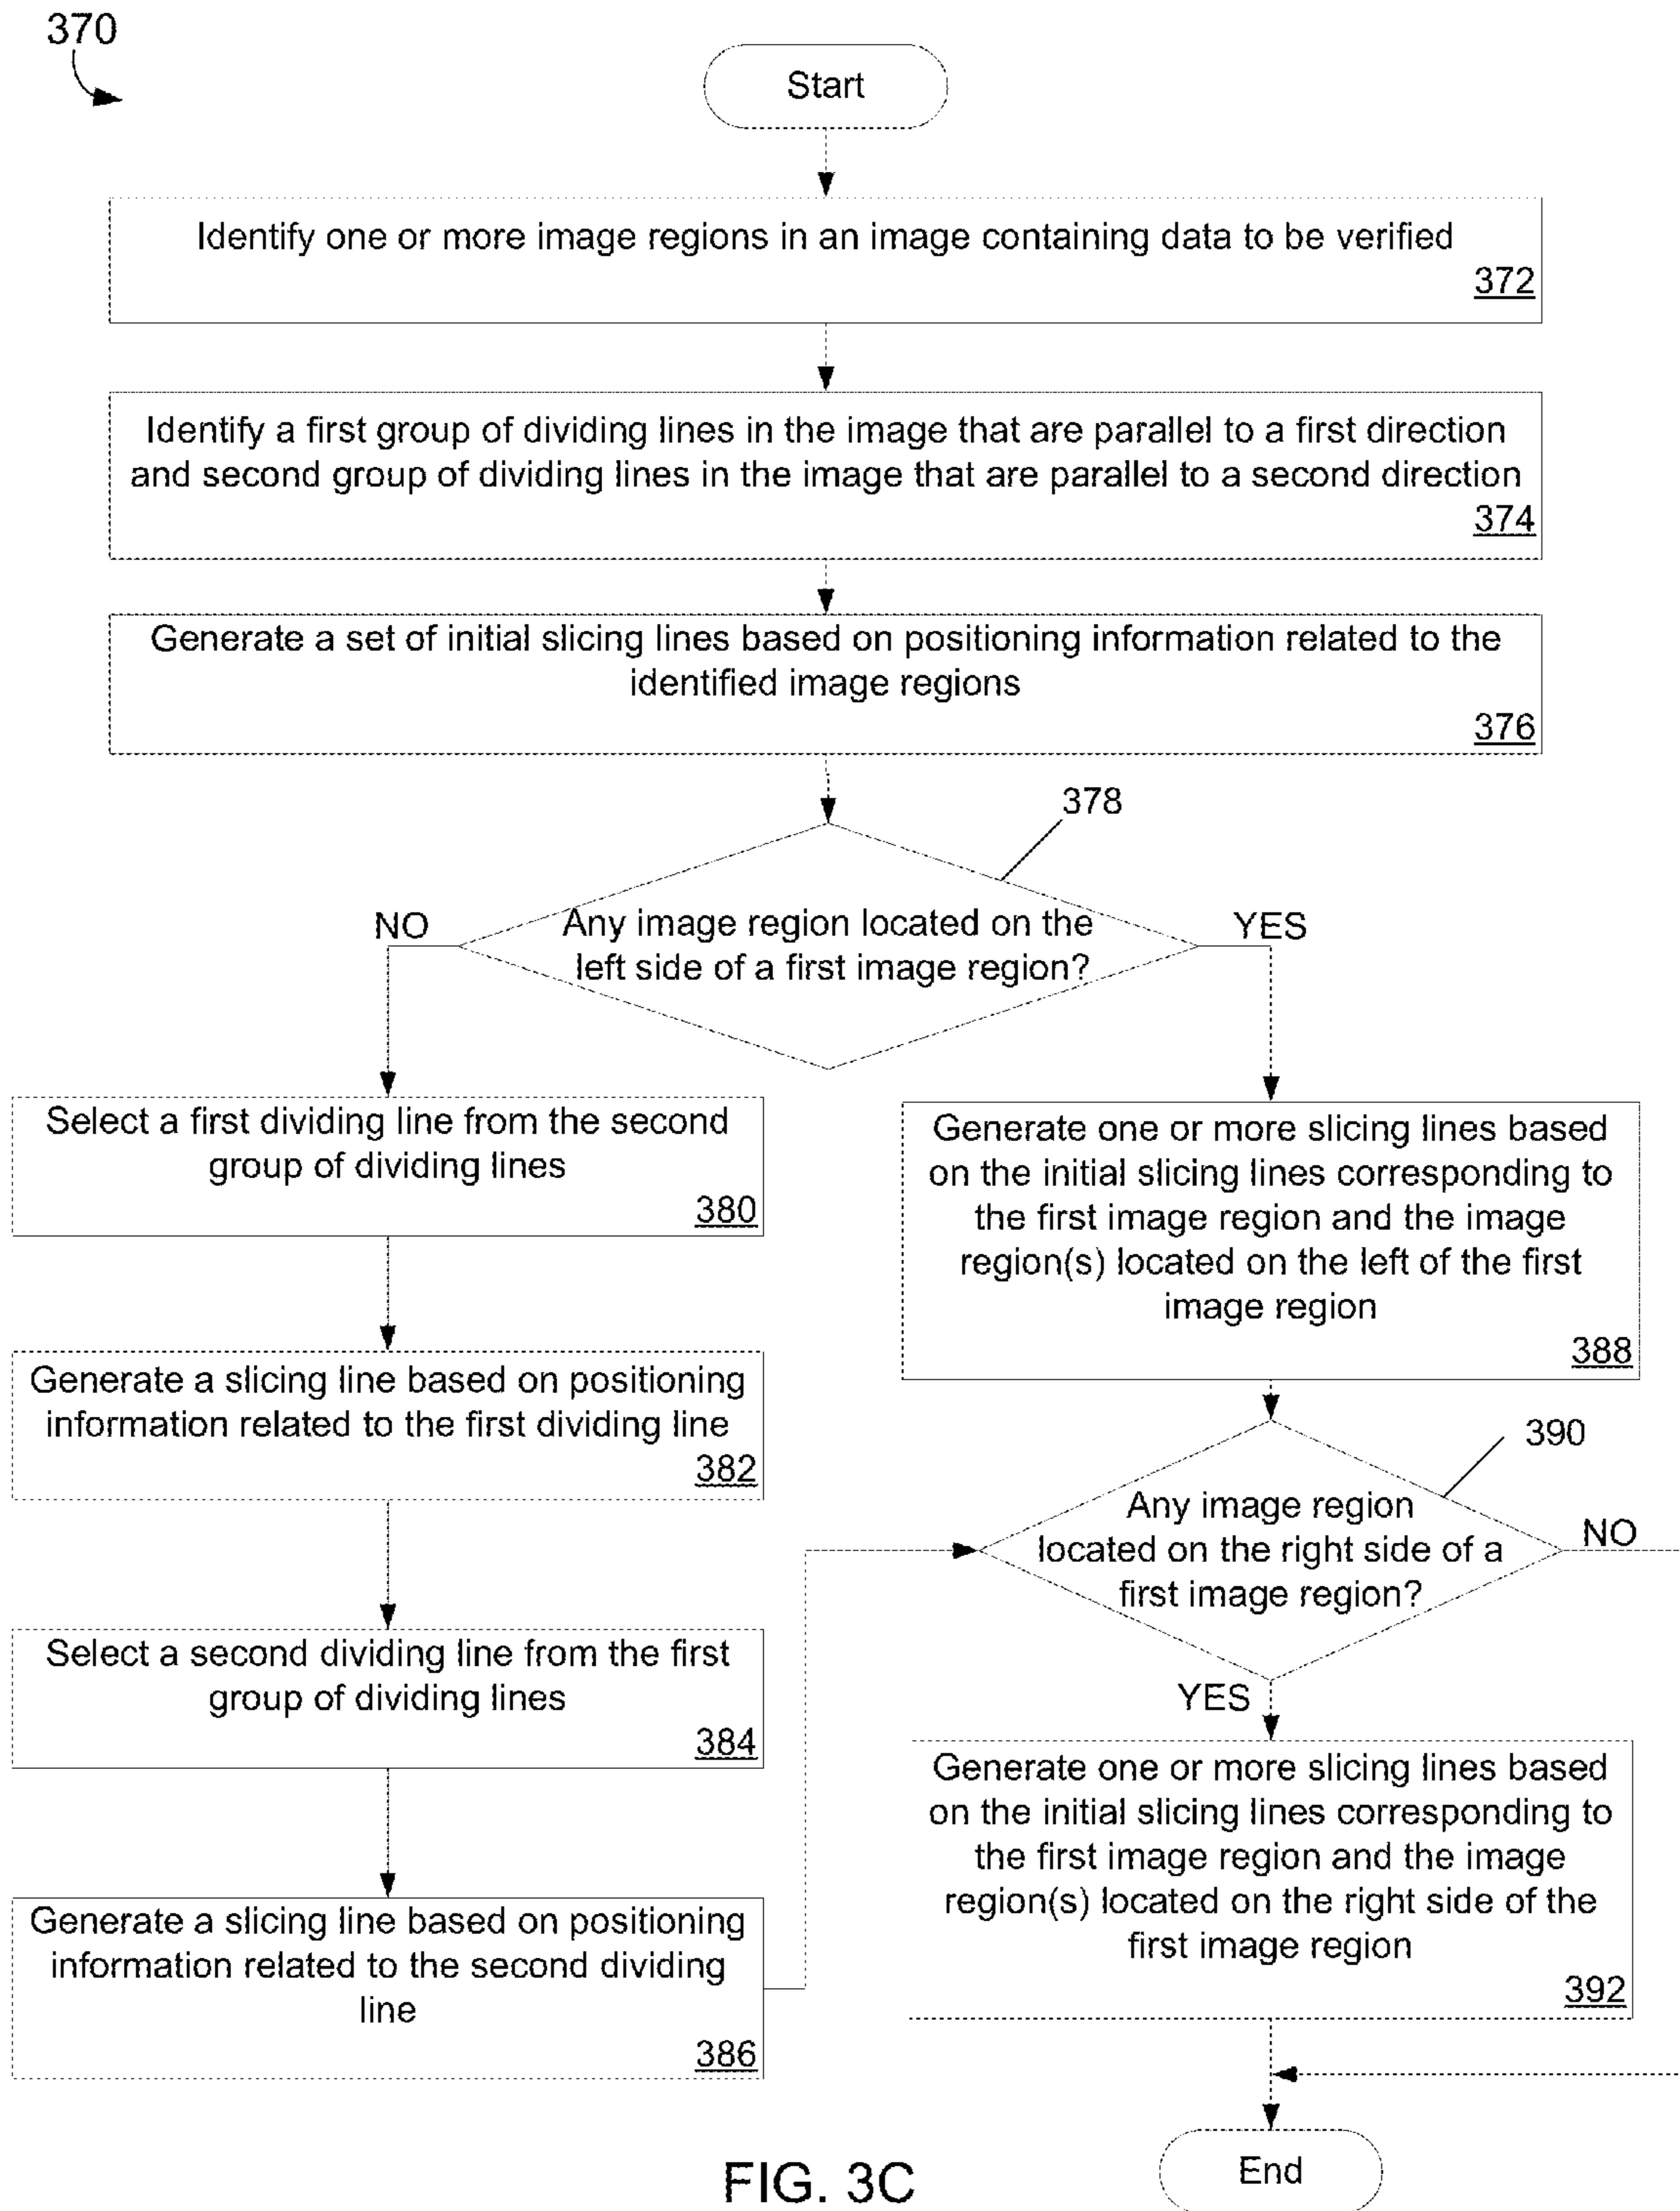 370
Start
Identify one or more image regions in an image containing data to be verified
372
Identify a first group of dividing lines in the image that are parallel to a first direction
and second group of dividing lines in the image that are parallel to a second direction
374
Generate a set of initial slicing lines based on positioning information related to the
identified image regions
376
378
Any image region located on the
left side of a first image region?
NO
YES
Select a first dividing line from the second
group of dividing lines
380
Generate a slicing line based on positioning
information related to the first dividing line
382
Select a second dividing line from the first
group of dividing lines
384
Generate a slicing line based on positioning
information related to the second dividing
line
386
Generate one or more slicing lines based
on the initial slicing lines corresponding to
the first image region and the image
region(s) located on the left of the first
image region
388
390
Any image region
located on the right side of a
first image region?
NO
YES
Generate one or more slicing lines based
on the initial slicing lines corresponding to
the first image region and the image
region(s) located on the right side of the
first image region
392
End
FIG. 3C